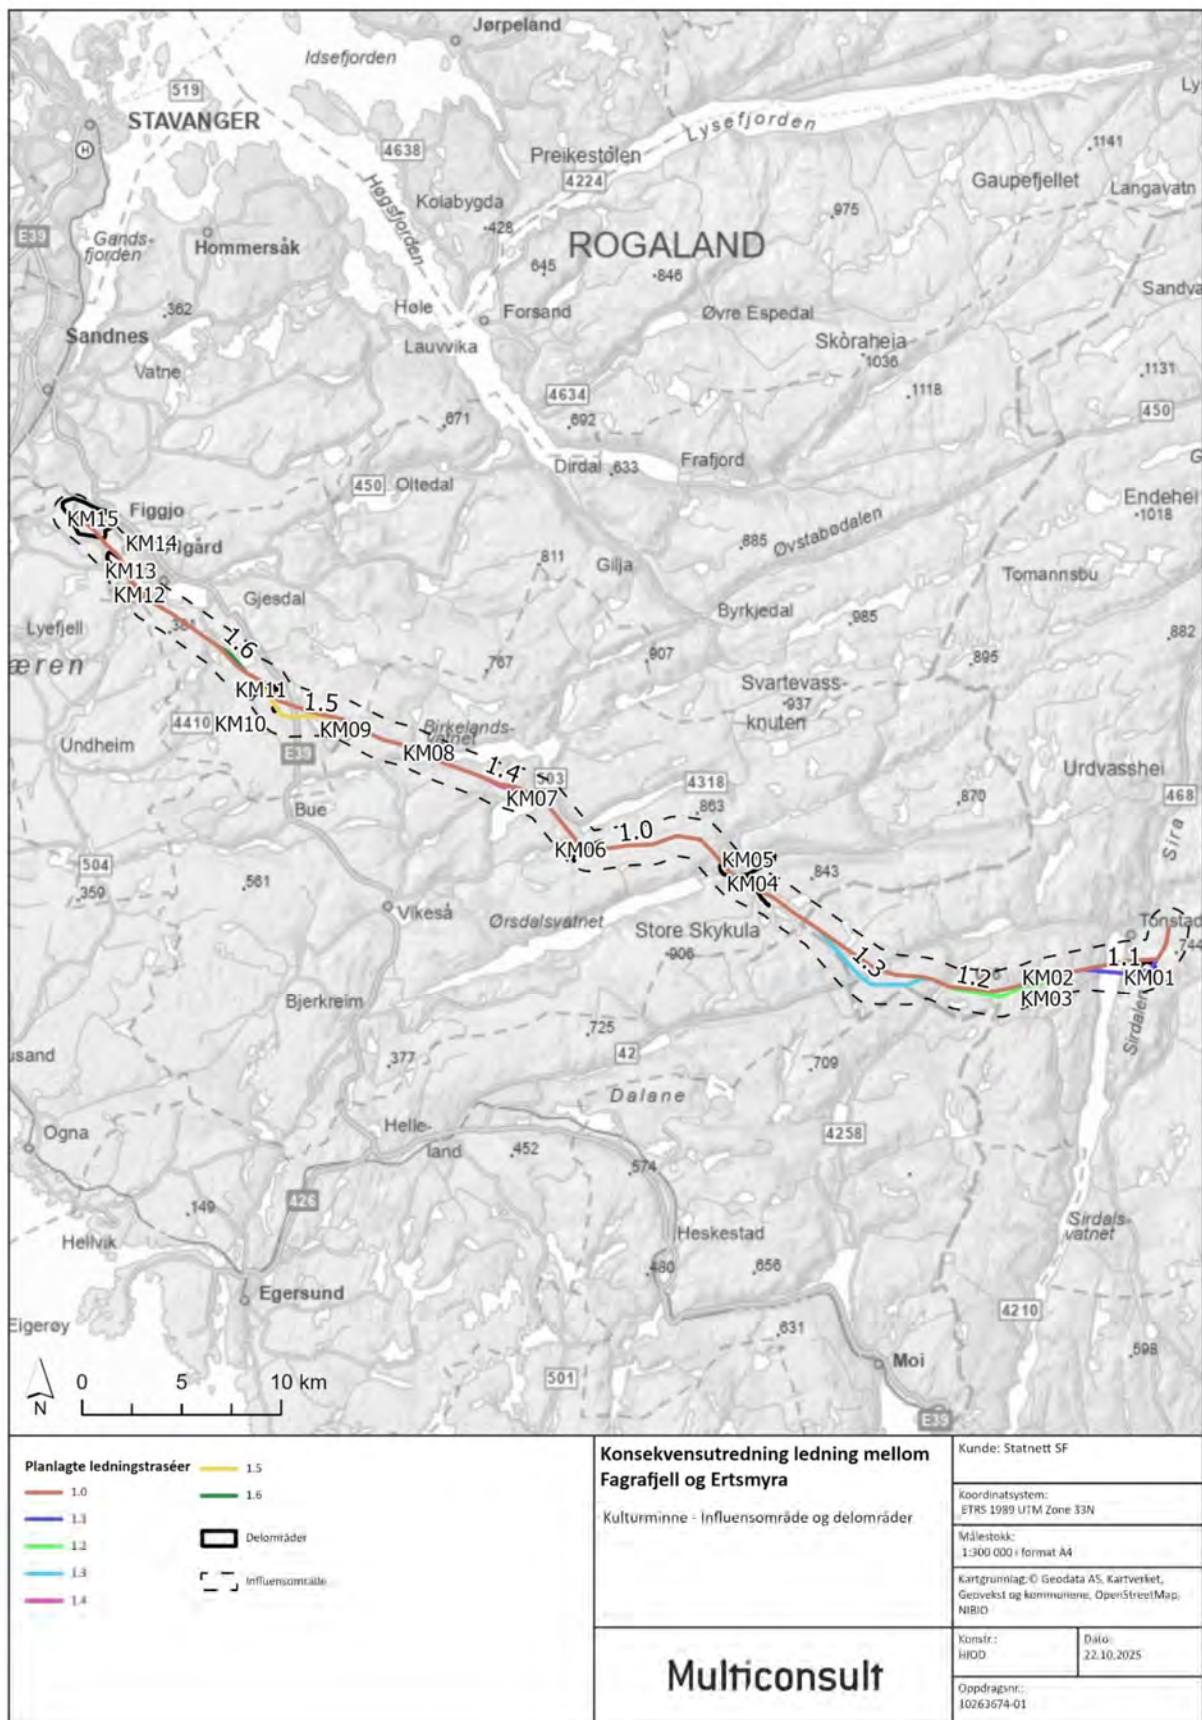 Jørpeland
Idsefjorden
519
STAVANGER
Lysefjorden
1141
4638
Preikestolen
4224
Gaupefjellet
Langavatn
Kolabygda
428
975
Høgsfjorden
E39
Gands-
fjorden
Hommersåk
ROGALAND
645
846
Sandva
362
Høle
Forsand
Øvre Espedal
Sandnes
Lauvvika
Skòraheia
1036
Vatne
1131
4634
1118
671
692
450
Dirdal
633
Frafjord
450
Oltedal
Endehei
1018
Figgjo
KM15
KM14
lgård
Øvstabødalen
885
811
Gilja
KM13
Tomannsbu
KM12
Gjesdal
Byrkjedal
985
882
Lyefjell
1.6
767
907
895
æren
Svartevass-
knuten
937
KM11
1.5
4410
KM10
KM09
Birkelands-
vatnet
Undheim
E39
KM08
1.4
503
Urdvasshei
4318
468
KM07
863
870
Bue
1.0
Sira
504
KM06
KM05
843
561
KM04
359
Vikeså
Ørsdalsvatnet
Store Skykula
906
Tonstad
744
1.3
1.1
1.2
KM02
KM01
KM03
Bjerkreim
Sirdalen
725
usand
42
377
709
Dalane
Ogna
Helle-
land
452
4258
574
149
426
Hellvik
Heskestad
Sirdals-
vatnet
480
656
Egersund
4210
Eigerøy
631
598
Moi
0 5 10 km
501
N
E39
Planlagte ledningstraséer
1.0
1.1
1.2
1.3
1.4
1.5
1.6
Delområder
Influensområde
Konsekvensutredning ledning mellom
Fagrafjell og Ertsmyra
Kulturminne - Influensområde og delområder
Multiconsult
Kunde: Statnett SF
Koordinatsystem:
ETRS 1989 UTM Zone 33N
Målestokk:
1:300 000 i format A4
Kartgrunnlag: © Geodata AS, Kartverket,
Geovekst og kommunene, OpenStreetMap,
NIBIO
Konstr.:
HIOD
Dato:
22.10.2025
Oppdragsnr.:
10263674-01